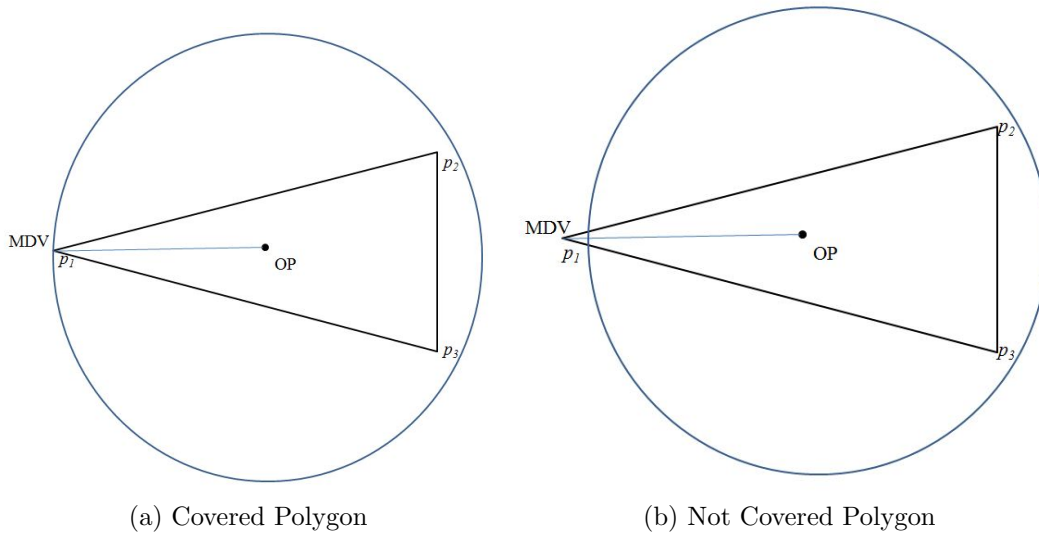 p2
MDV
p1
OP
p3
(a) Covered Polygon
p2
MDV
p1
OP
p3
(b) Not Covered Polygon